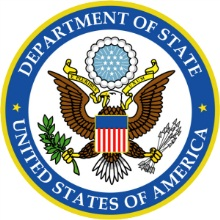 DEPARTMENT OF STATE
UNITED STATES OF AMERICA